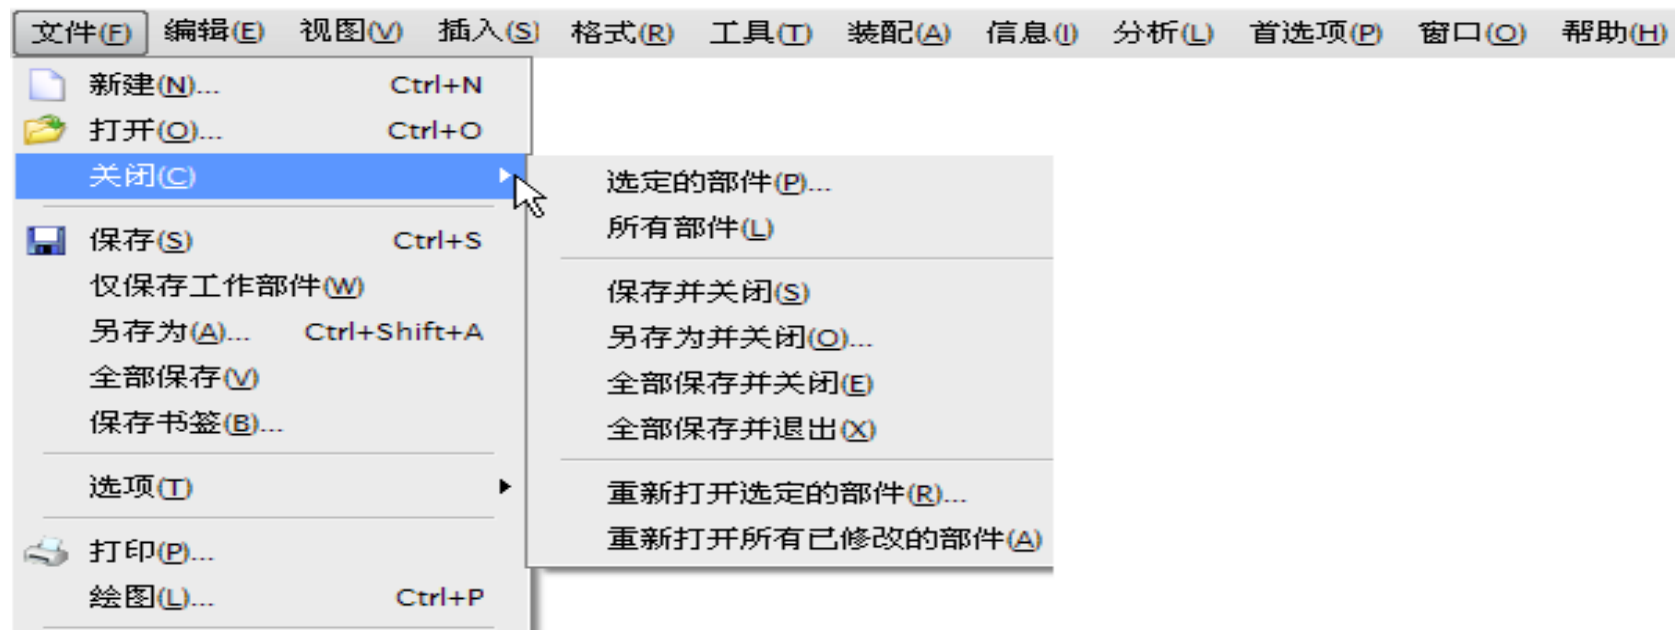 文件(F) 编辑(E) 视图(V) 插入(S) 格式(R) 工具(T) 装配(A) 信息(I) 分析(L) 首选项(P) 窗口(O) 帮助(H)
新建(N)... Ctrl+N
打开(O)... Ctrl+O
关闭(C)
保存(S) Ctrl+S
仅保存工作部件(W)
另存为(A)... Ctrl+Shift+A
全部保存(V)
保存书签(B)...
选项(T)
打印(P)...
绘图(L)... Ctrl+P
选定的部件(P)...
所有部件(L)
保存并关闭(S)
另存为并关闭(O)...
全部保存并关闭(E)
全部保存并退出(X)
重新打开选定的部件(R)...
重新打开所有已修改的部件(A)